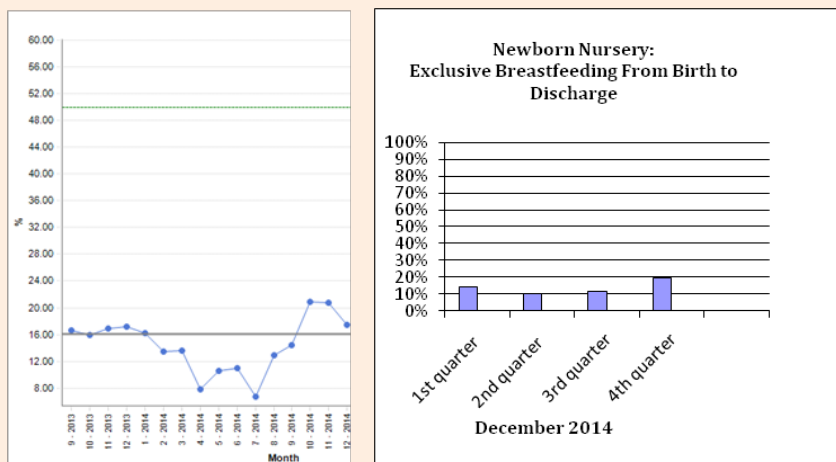 60.00
56.00
52.00
48.00
44.00
40.00
36.00
32.00
28.00
24.00
20.00
16.00
12.00
8.00
%
9 - 2013
10 - 2013
11 - 2013
12 - 2013
1 - 2014
2 - 2014
3 - 2014
4 - 2014
5 - 2014
6 - 2014
7 - 2014
8 - 2014
9 - 2014
10 - 2014
11 - 2014
12 - 2014
Month
Newborn Nursery:
Exclusive Breastfeeding From Birth to
Discharge
100%
90%
80%
70%
60%
50%
40%
30%
20%
10%
0%
1st quarter
2nd quarter
3rd quarter
4th quarter
December 2014